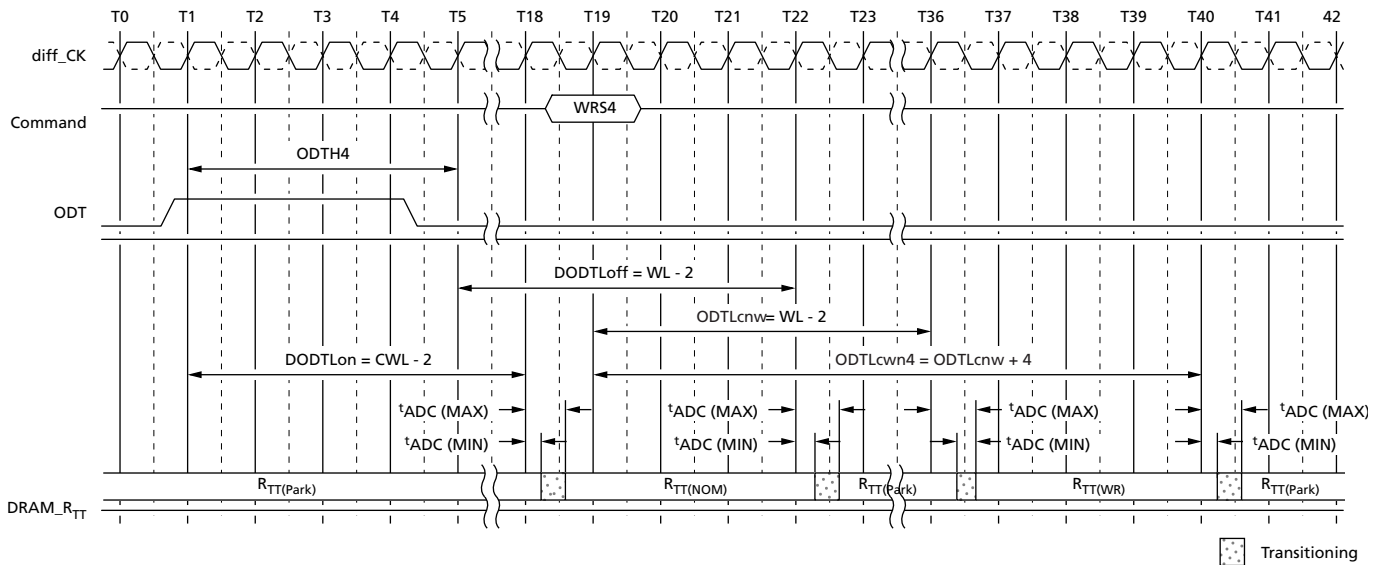 T0 T1 T2 T3 T4 T5 T18 T19 T20 T21 T22 T23 T36 T37 T38 T39 T40 T41 42
diff_CK
WRS4
Command
ODTH4
ODT
DODTLoff = WL - 2
ODTLcnw= WL - 2
DODTLon = CWL - 2 ODTLcwn4 = ODTLcnw + 4
tADC (MAX) tADC (MAX) tADC (MAX) tADC (MAX)
tADC (MIN) tADC (MIN) tADC (MIN) tADC (MIN)
RTT(Park) RTT(NOM) RTT(Park) RTT(WR) RTT(Park)
DRAM_RTT
Transitioning